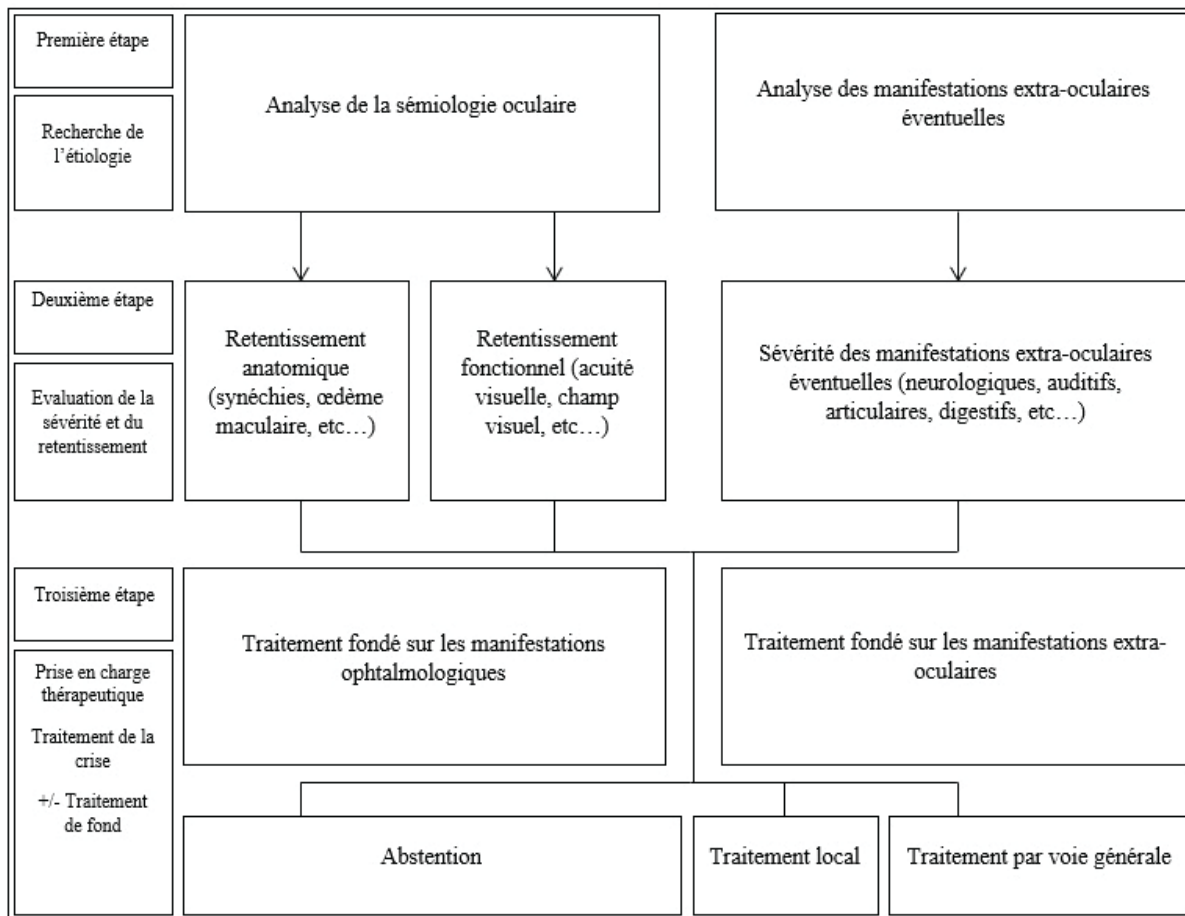 Première étape
Recherche de
l’étiologie
Analyse de la sémiologie oculaire
Analyse des manifestations extra-oculaires
éventuelles
Deuxième étape
Evaluation de la
sévérité et du
retentissement
Retentissement
anatomique
(synéchies, œdème
maculaire, etc…)
Retentissement
fonctionnel (acuité
visuelle, champ
visuel, etc…)
Sévérité des manifestations extra-oculaires
éventuelles (neurologiques, auditifs,
articulaires, digestifs, etc…)
Troisième étape
Prise en charge
thérapeutique
Traitement de la
crise
+/- Traitement
de fond
Traitement fondé sur les manifestations
ophtalmologiques
Traitement fondé sur les manifestations extra-
oculaires
Abstention
Traitement local
Traitement par voie générale